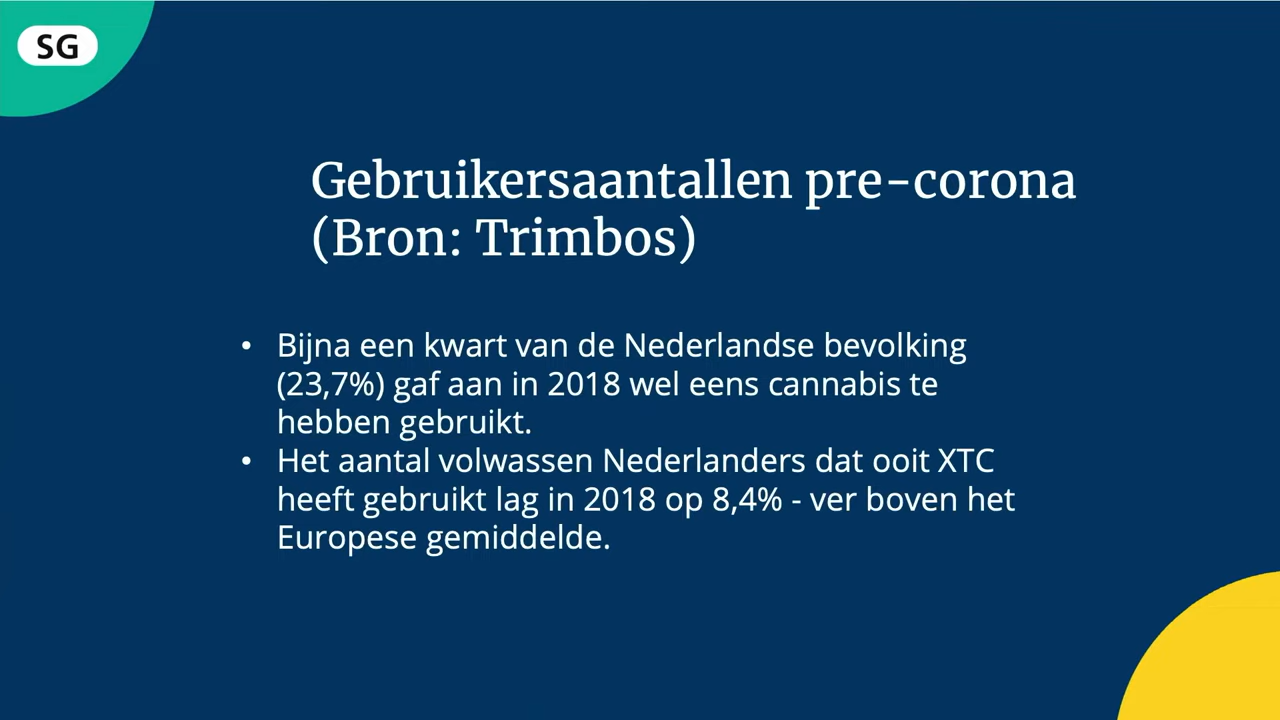 SG
Gebruikersaantallen pre-corona
(Bron: Trimbos)
• Bijna een kwart van de Nederlandse bevolking
(23,7%) gaf aan in 2018 wel eens cannabis te
hebben gebruikt.
• Het aantal volwassen Nederlanders dat ooit XTC
heeft gebruikt lag in 2018 op 8,4% - ver boven het
Europese gemiddelde.